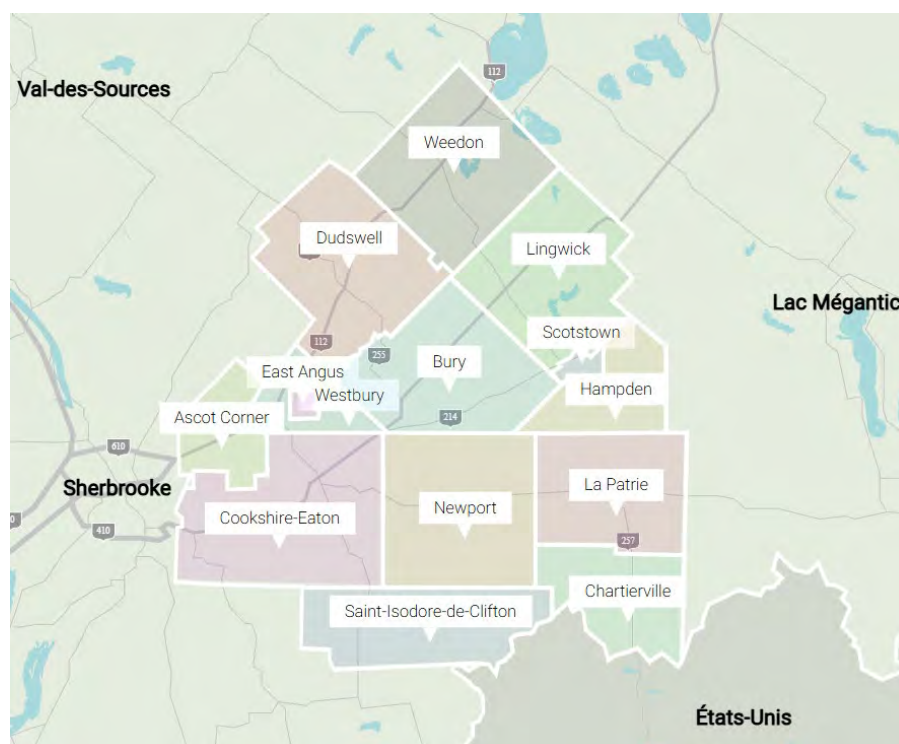 112
Val-des-Sources
Weedon
Dudswell
Lingwick
Lac Mégantic
Scotstown
112
255
Bury
East Angus
Hampden
Westbury
214
Ascot Corner
610
Sherbrooke
La Patrie
Newport
Cookshire-Eaton
410
257
Chartierville
Saint-Isodore-de-Clifton
États-Unis